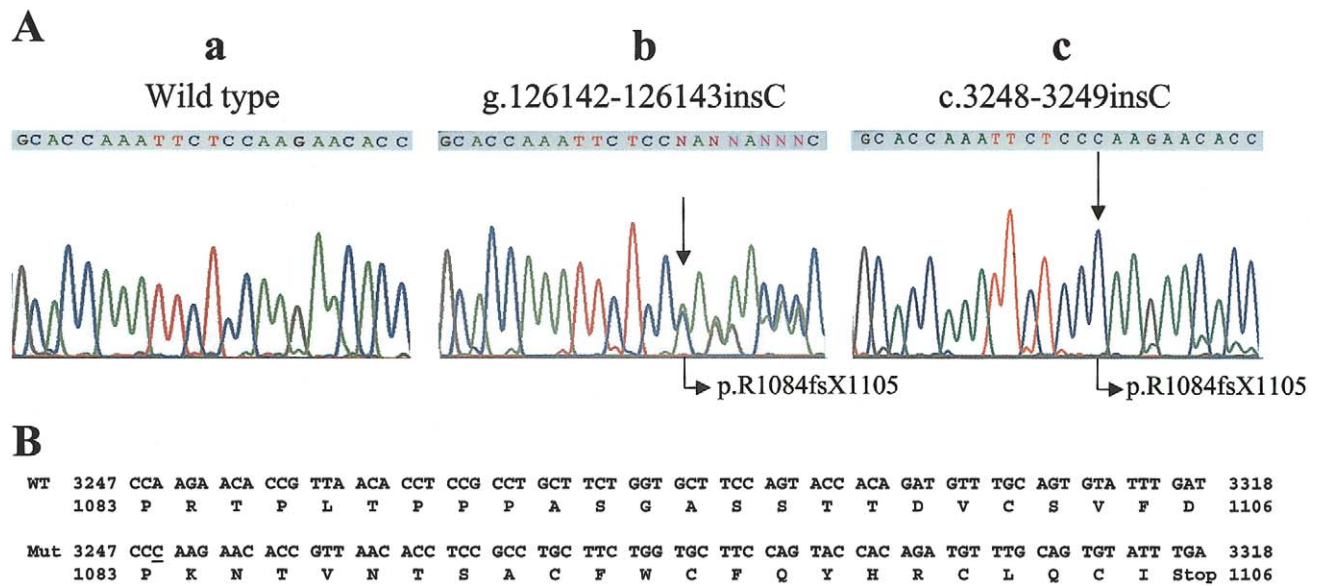 A
a b c
Wild type g.126142-126143insC c.3248-3249insC
GCACCAAATTCTCCAAGAACACC GCACCAAATTCTCCNANNANNNC GCACCAAATTCTCCCAAGAACACC
p.R1084fsX1105 p.R1084fsX1105
B
WT 3247 CCA AGA ACA CCG TTA ACA CCT CCG CCT GCT TCT GGT GCT TCC AGT ACC ACA GAT GTT TGC AGT GTA TTT GAT 3318
1083 P R T P L T P P P A S G A S S T T D V C S V F D 1106
Mut 3247 CCC AAG AAC ACC GTT AAC ACC TCC GCC TGC TTC TGG TGC TTC CAG TAC CAC AGA TGT TTG CAG TGT ATT TGA 3318
1083 P K N T V N T S A C F W C F Q Y H R C L Q C I Stop 1106